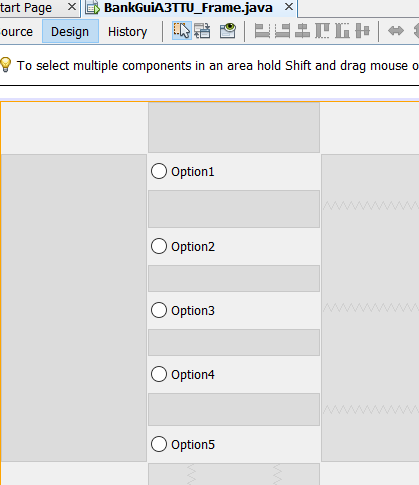 tart Page × BankGuiA3TTU_Frame.java ×
Source Design History
To select multiple components in an area hold Shift and drag mouse o
Option1
Option2
Option3
Option4
Option5